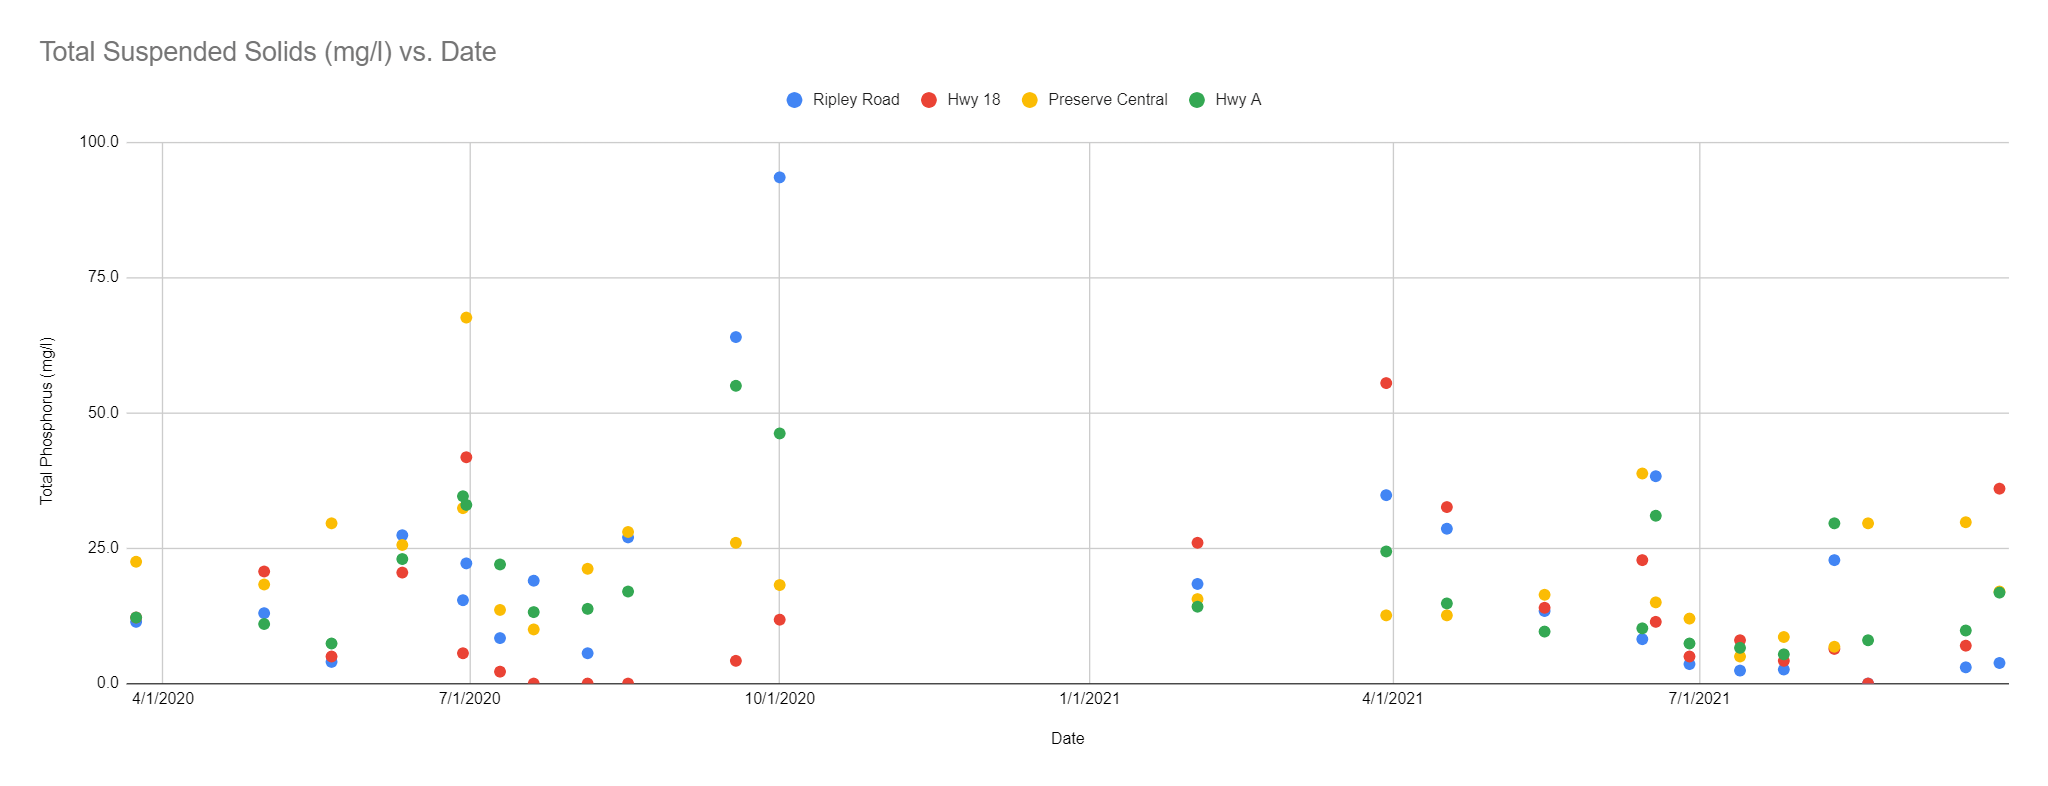 Total Suspended Solids (mg/l) vs. Date
Ripley Road Hwy 18 Preserve Central Hwy A
100.0
75.0
50.0
25.0
0.0
Total Phosphorus (mg/l)
4/1/2020 7/1/2020 10/1/2020 1/1/2021 4/1/2021 7/1/2021
Date